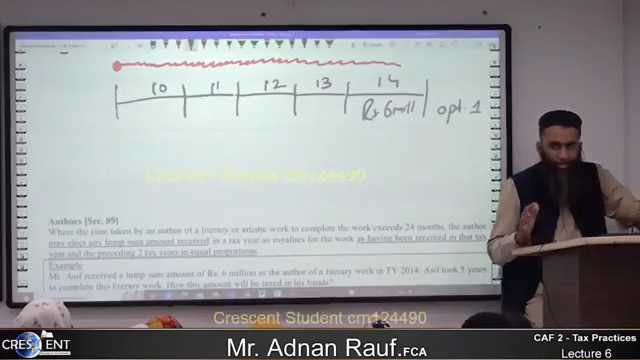 10 11 12 13 14
Rs 6mill opt. 1
Authors [Sec. 89]
Where the time taken by an author of a literary or artistic work to complete the work exceeds 24 months, the author
may elect any lump sum amount received in a tax year as royalties for the work as having been received in that tax
year and the preceding 2 tax years in equal proportions.
Example
Mr. Asif received a lump sum amount of Rs. 6 million as the author of a literary work in TY 2014. Asif took 5 years
to complete this literary work. How this amount will be taxed in his hands?
Crescent Student crn124490
CRESCENT
Mr. Adnan Rauf.FCA
CAF 2 - Tax Practices
Lecture 6